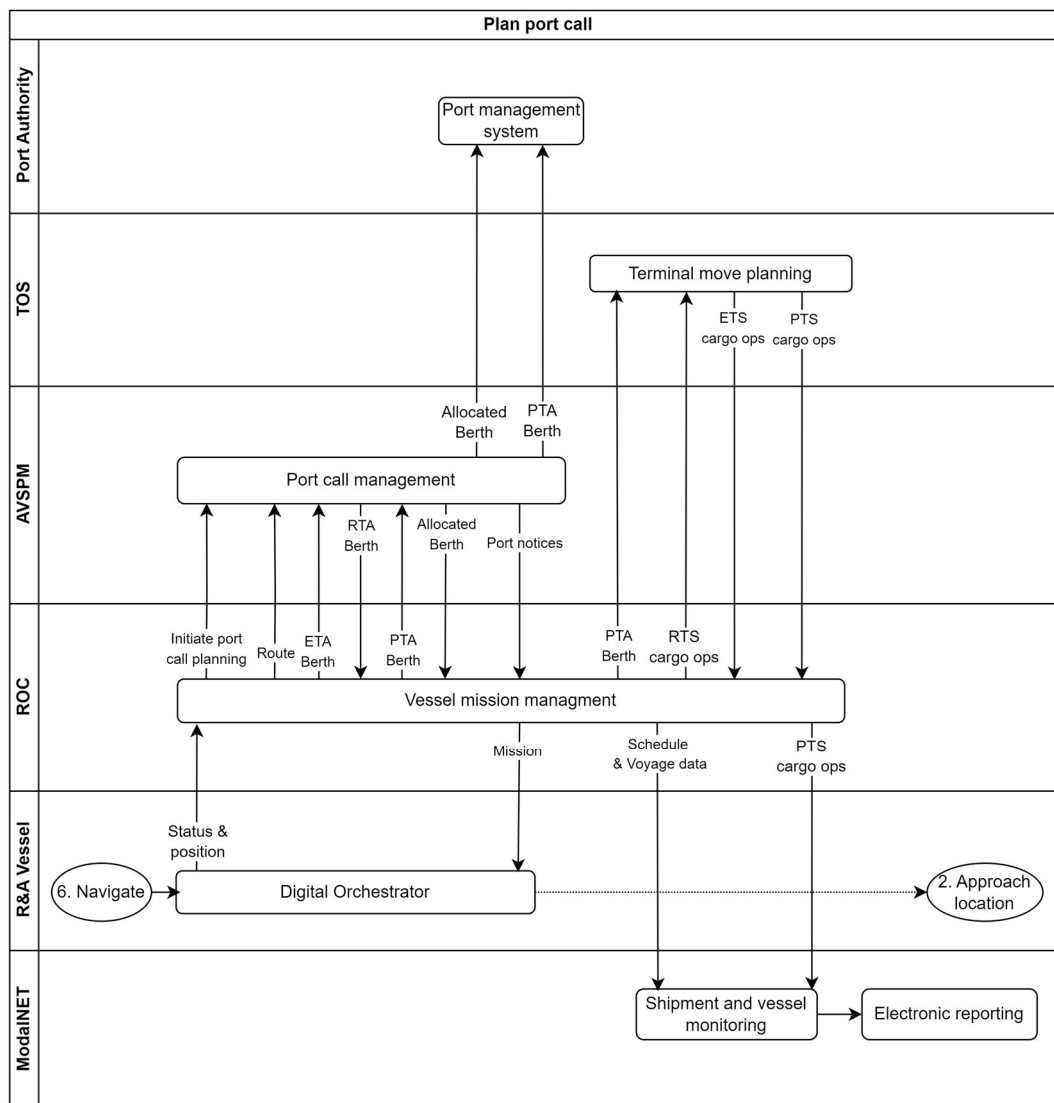 Plan port call
Port Authority
Port management
system
TOS
Terminal move planning
ETS
cargo ops
PTS
cargo ops
AVSPM
Allocated
Berth
PTA
Berth
Port call management
RTA
Berth
Allocated
Berth
Port notices
ROC
Initiate port
call planning
Route
ETA
Berth
PTA
Berth
PTA
Berth
RTS
cargo ops
Vessel mission managment
Mission
Schedule
& Voyage data
PTS
cargo ops
R&A Vessel
Status &
position
6. Navigate
Digital Orchestrator
2. Approach
location
ModalNET
Shipment and vessel
monitoring
Electronic reporting